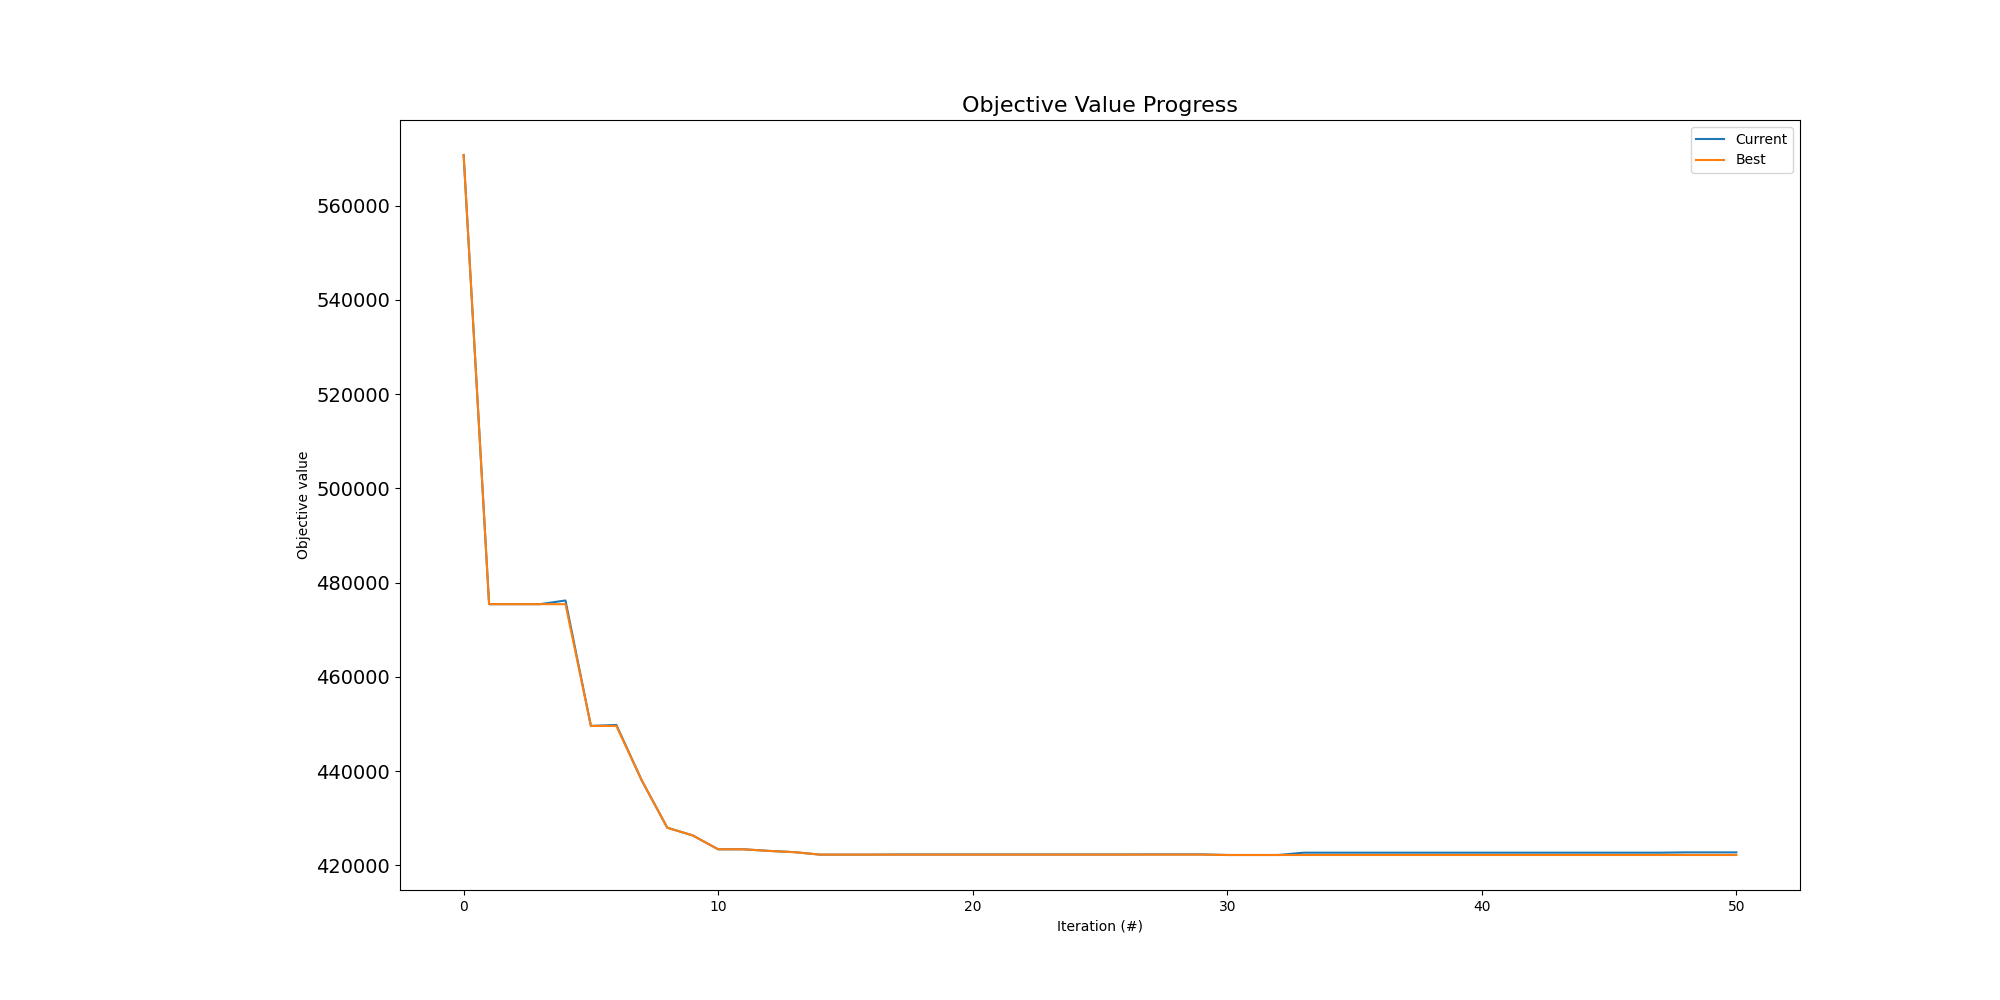 Objective Value Progress
Current
Best
560000
540000
520000
500000
480000
460000
440000
420000
Objective value
0 10 20 30 40 50
Iteration (#)